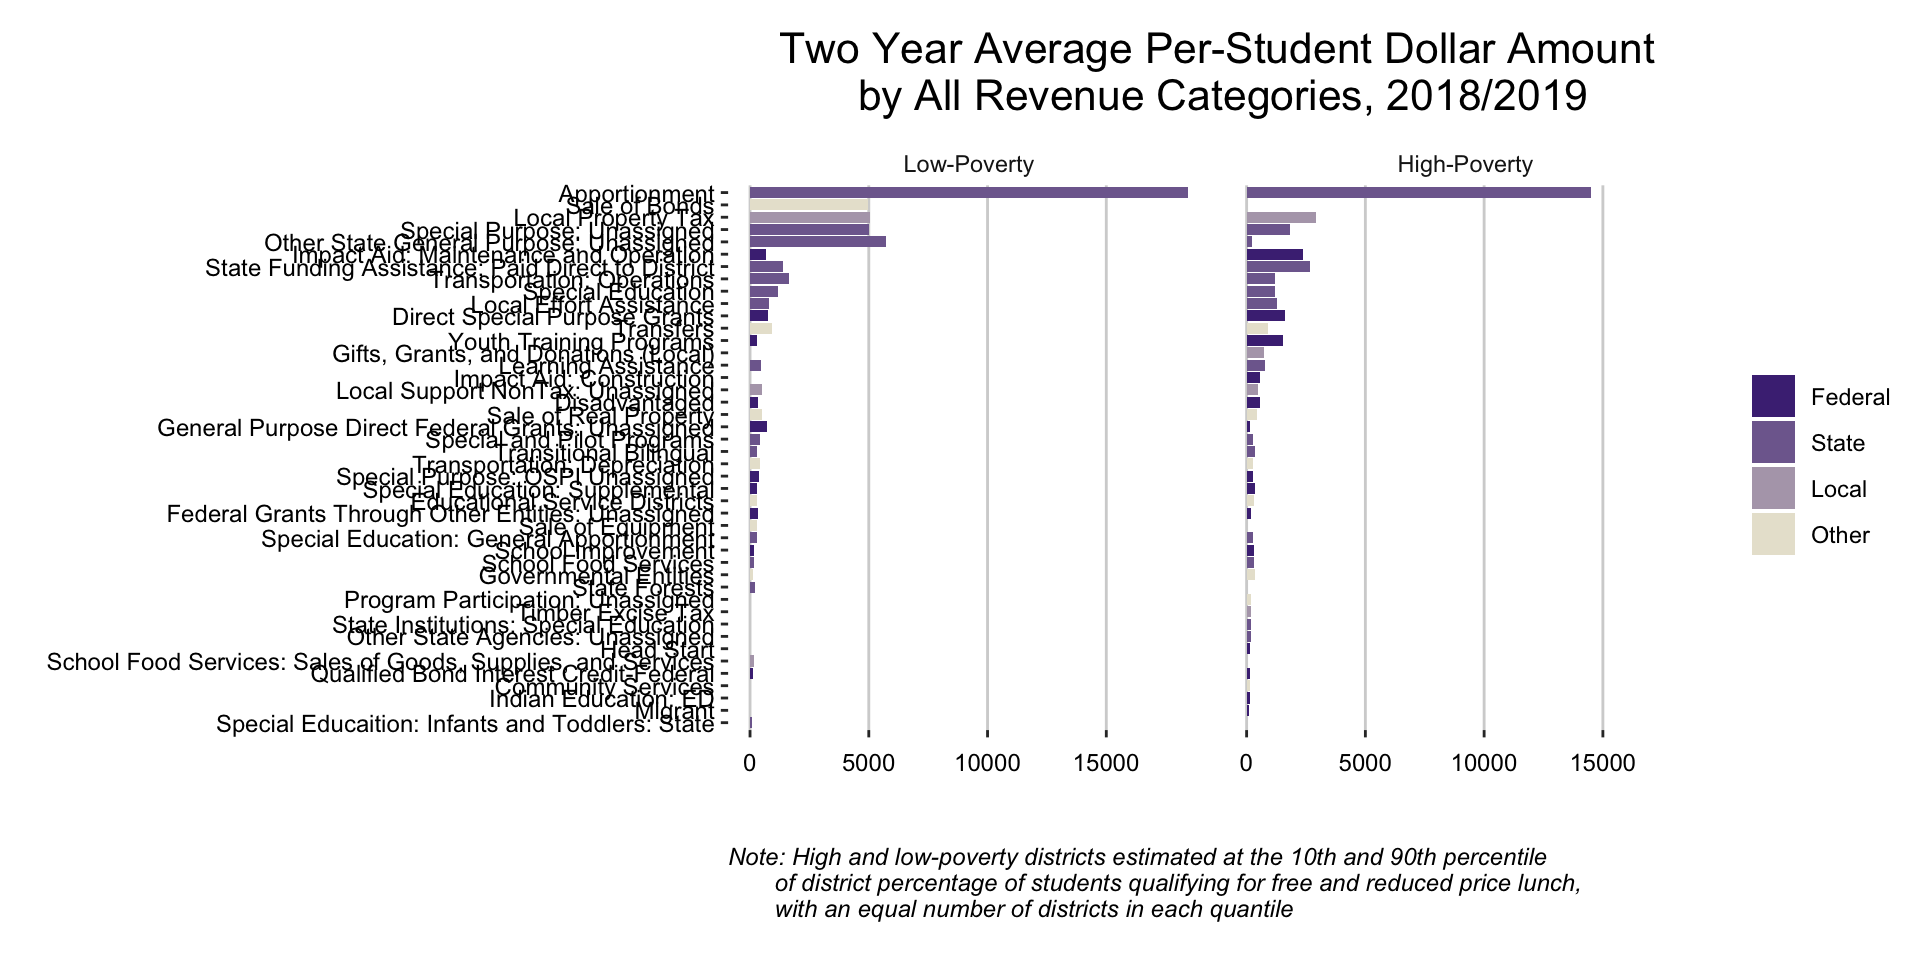 Two Year Average Per-Student Dollar Amount
by All Revenue Categories, 2018/2019
Low-Poverty
High-Poverty
Apportionment
Sale of Bonds
Local Property Tax
Special Purpose: Unassigned
Other State General Purpose: Unassigned
Impact Aid: Maintenance and Operation
State Funding Assistance: Paid Direct to District
Transportation: Operations
Special Education
Local Effort Assistance
Direct Special Purpose Grants
Transfers
Youth Training Programs
Gifts, Grants, and Donations (Local)
Learning Assistance
Impact Aid: Construction
Local Support NonTax: Unassigned
Disadvantaged
Sale of Real Property
General Purpose Direct Federal Grants: Unassigned
Special and Pilot Programs
Transitional Bilingual
Transportation: Depreciation
Special Purpose: OSPI Unassigned
Special Education: Supplemental
Educational Service Districts
Federal Grants Through Other Entities: Unassigned
Sale of Equipment
Special Education: General Apportionment
School Improvement
School Food Services
Governmental Entities
State Forests
Program Participation: Unassigned
Timber Excise Tax
State Institutions: Special Education
Other State Agencies: Unassigned
Head Start
School Food Services: Sales of Goods, Supplies, and Services
Qualified Bond Interest Credit-Federal
Community Services
Indian Education: ED
Migrant
Special Educaition: Infants and Toddlers: State
0 5000 10000 15000
0 5000 10000 15000
Federal
State
Local
Other
Note: High and low-poverty districts estimated at the 10th and 90th percentile
of district percentage of students qualifying for free and reduced price lunch,
with an equal number of districts in each quantile